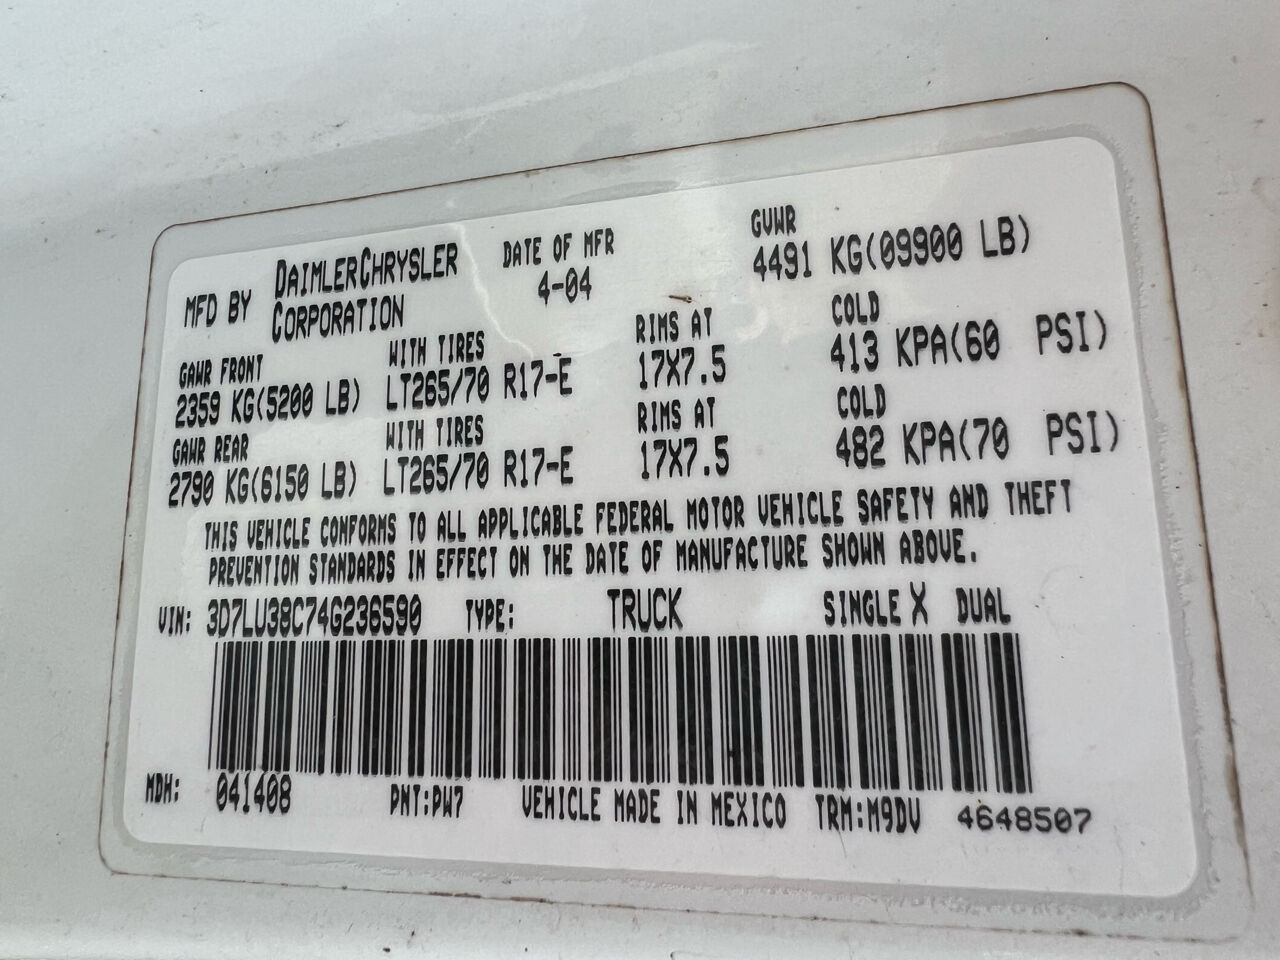 MFD BY DAIMLERCHRYSLER CORPORATION DATE OF MFR 4-04 GVWR 4491 KG(09900 LB)
GAWR FRONT WITH TIRES RIMS AT COLD
2359 KG(5200 LB) LT265/70 R17-E 17X7.5 413 KPA(60 PSI)
GAWR REAR WITH TIRES RIMS AT COLD
2790 KG(6150 LB) LT265/70 R17-E 17X7.5 482 KPA(70 PSI)
THIS VEHICLE CONFORMS TO ALL APPLICABLE FEDERAL MOTOR VEHICLE SAFETY AND THEFT
PREVENTION STANDARDS IN EFFECT ON THE DATE OF MANUFACTURE SHOWN ABOVE.
VIN: 3D7LU38C74G236590 TYPE: TRUCK SINGLE X DUAL
MDH: 041408 PNT:PW7 VEHICLE MADE IN MEXICO TRM:M9DV 4648507